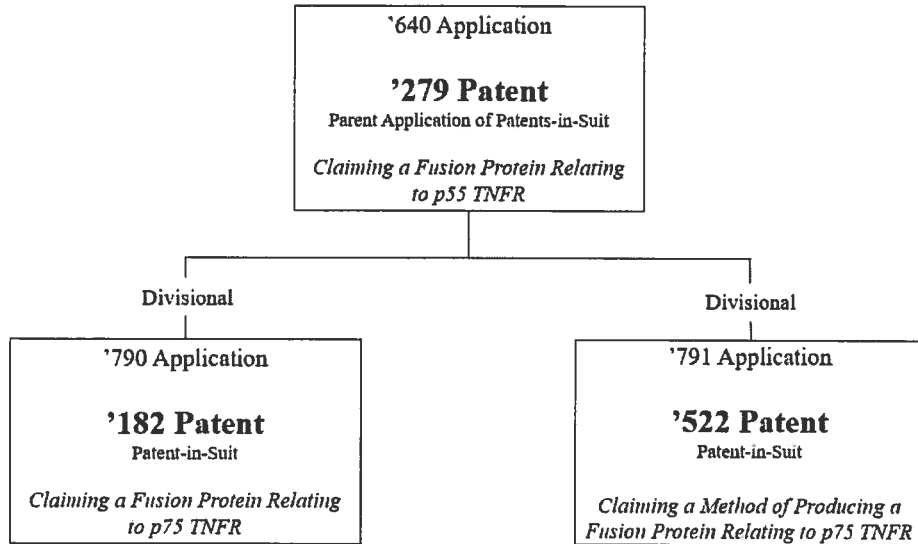 '640 Application
'279 Patent
Parent Application of Patents-in-Suit
Claiming a Fusion Protein Relating
to p55 TNFR
Divisional
Divisional
'790 Application
'182 Patent
Patent-in-Suit
Claiming a Fusion Protein Relating
to p75 TNFR
'791 Application
'522 Patent
Patent-in-Suit
Claiming a Method of Producing a
Fusion Protein Relating to p75 TNFR